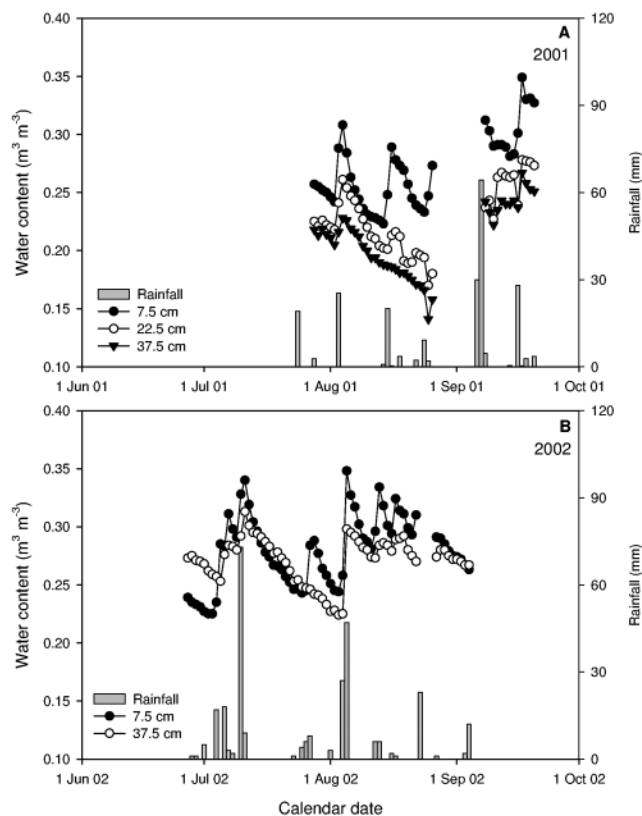 0.40
120
A
2001
0.35
90
0.30
Water content (m³ m⁻³)
0.25
60
Rainfall (mm)
0.20
30
Rainfall
7.5 cm
0.15
22.5 cm
37.5 cm
0.10
0
1 Jun 01
1 Jul 01
1 Aug 01
1 Sep 01
1 Oct 01
0.40
120
B
2002
0.35
90
0.30
Water content (m³ m⁻³)
0.25
60
Rainfall (mm)
0.20
30
Rainfall
0.15
7.5 cm
37.5 cm
0.10
0
1 Jun 02
1 Jul 02
1 Aug 02
1 Sep 02
1 Oct 02
Calendar date